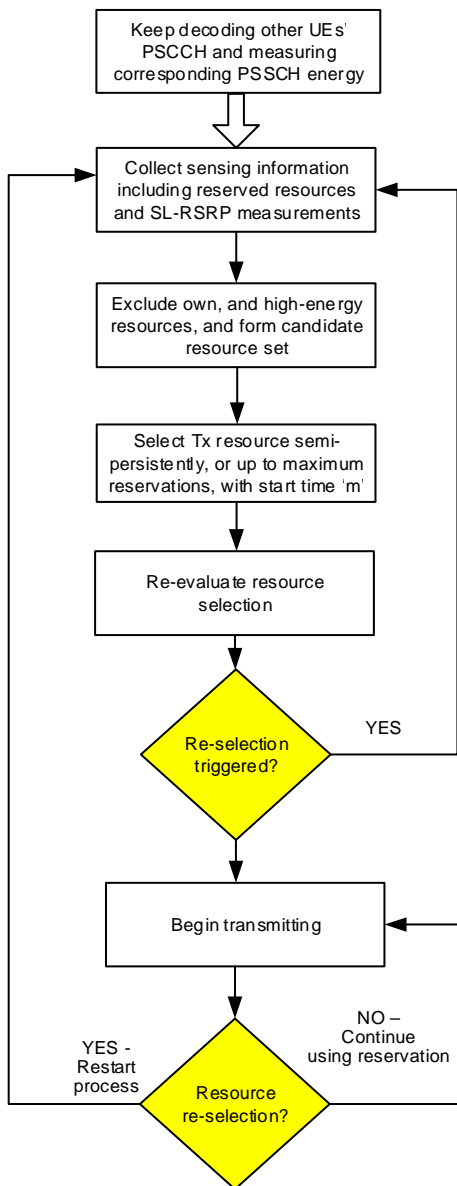 Keep decoding other UEs'
PSCCH and measuring
corresponding PSSCH energy
Collect sensing information
including reserved resources
and SL-RSRP measurements
Exclude own, and high-energy
resources, and form candidate
resource set
Select Tx resource semi-
persistently, or up to maximum
reservations, with start time 'm'
Re-evaluate resource
selection
Re-selection
triggered?
YES
Begin transmitting
YES -
Restart
process
NO –
Continue
using reservation
Resource
re-selection?